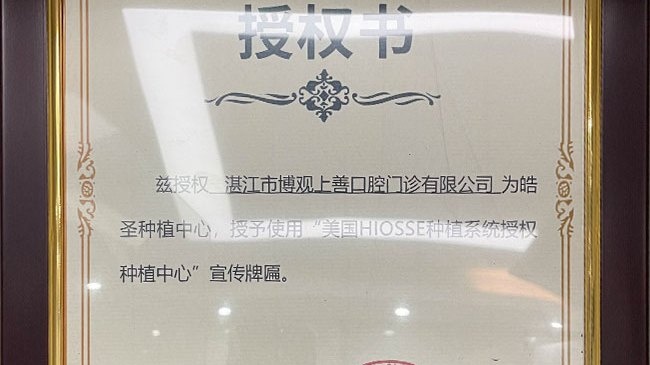 授权书
兹授权 湛江市博观上善口腔门诊有限公司 为皓
圣种植中心，授予使用“美国HIOSSE种植系统授权
种植中心”宣传牌匾。